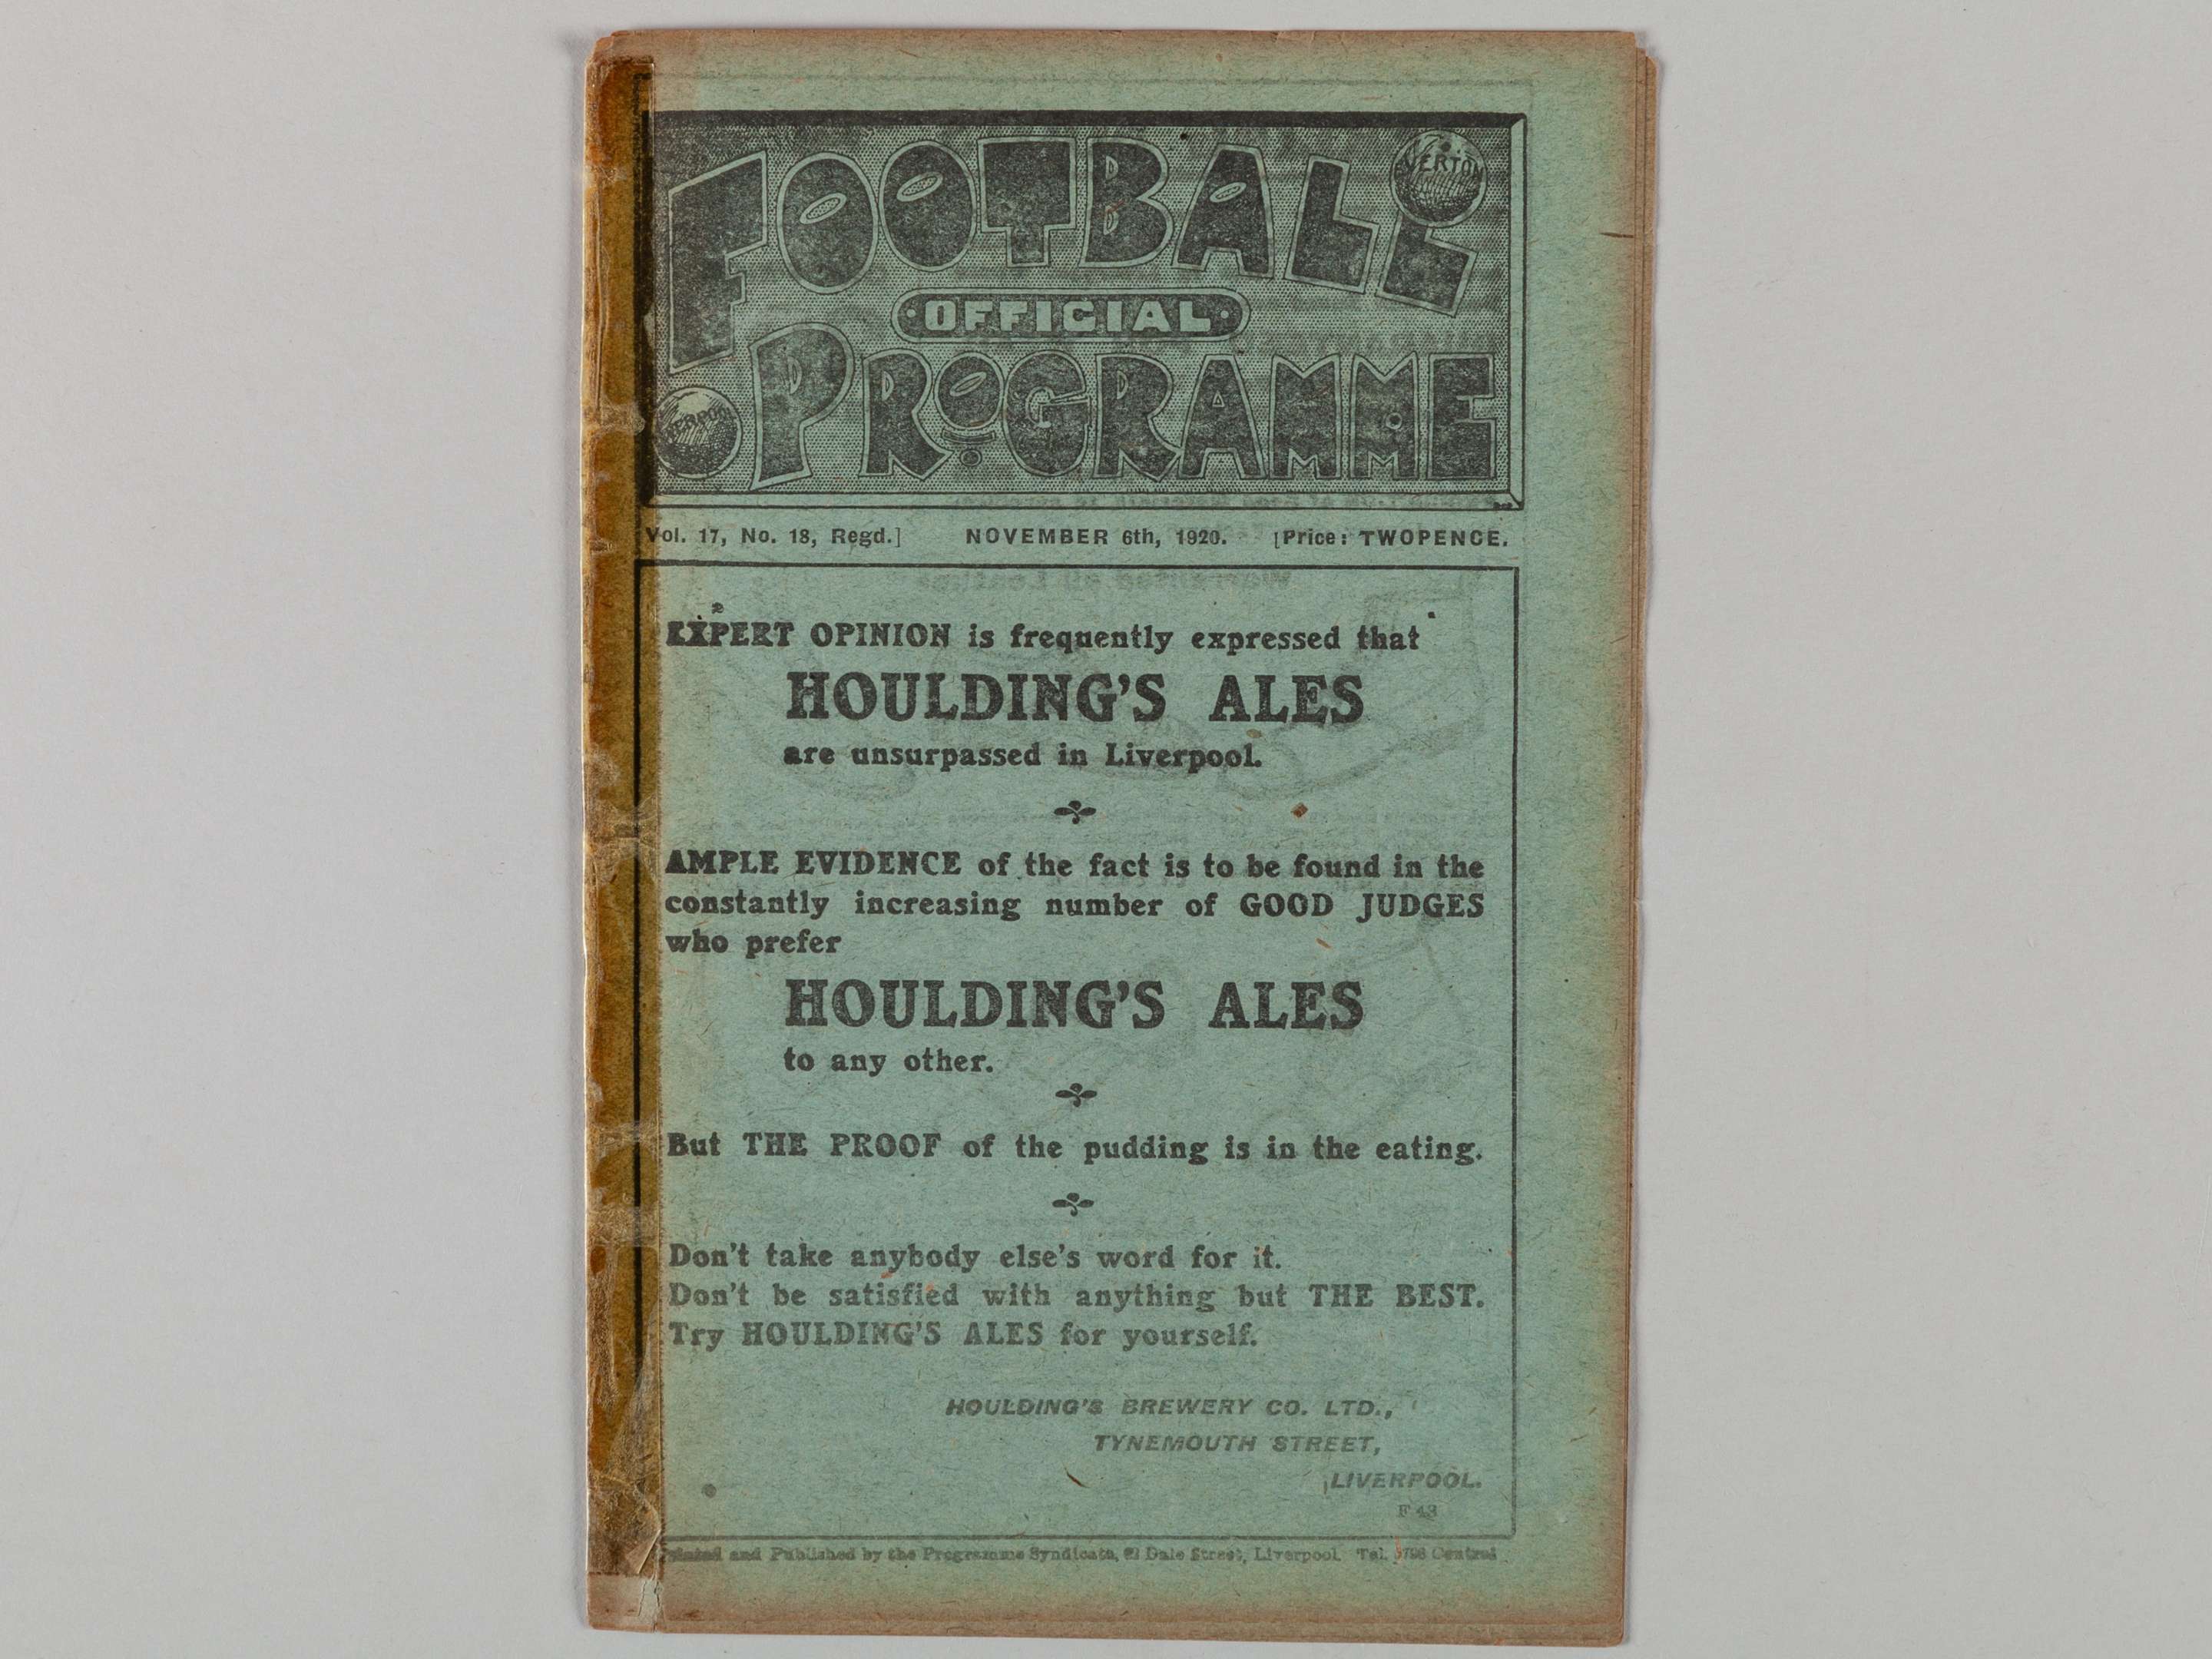 FOOTBALL
EVERTON
OFFICIAL
PROGRAMME
LIVERPOOL
Vol. 17, No. 18, Regd.] NOVEMBER 6th, 1920. [Price: TWOPENCE.
EXPERT OPINION is frequently expressed that
HOULDING'S ALES
are unsurpassed in Liverpool.
AMPLE EVIDENCE of the fact is to be found in the
constantly increasing number of GOOD JUDGES
who prefer
HOULDING'S ALES
to any other.
But THE PROOF of the pudding is in the eating.
Don't take anybody else's word for it.
Don't be satisfied with anything but THE BEST.
Try HOULDING'S ALES for yourself.
HOULDING'S BREWERY CO. LTD.,
TYNEMOUTH STREET,
LIVERPOOL.
F 43
Printed and Published by the Programme Syndicate, Dale Street, Liverpool. Tel. Central